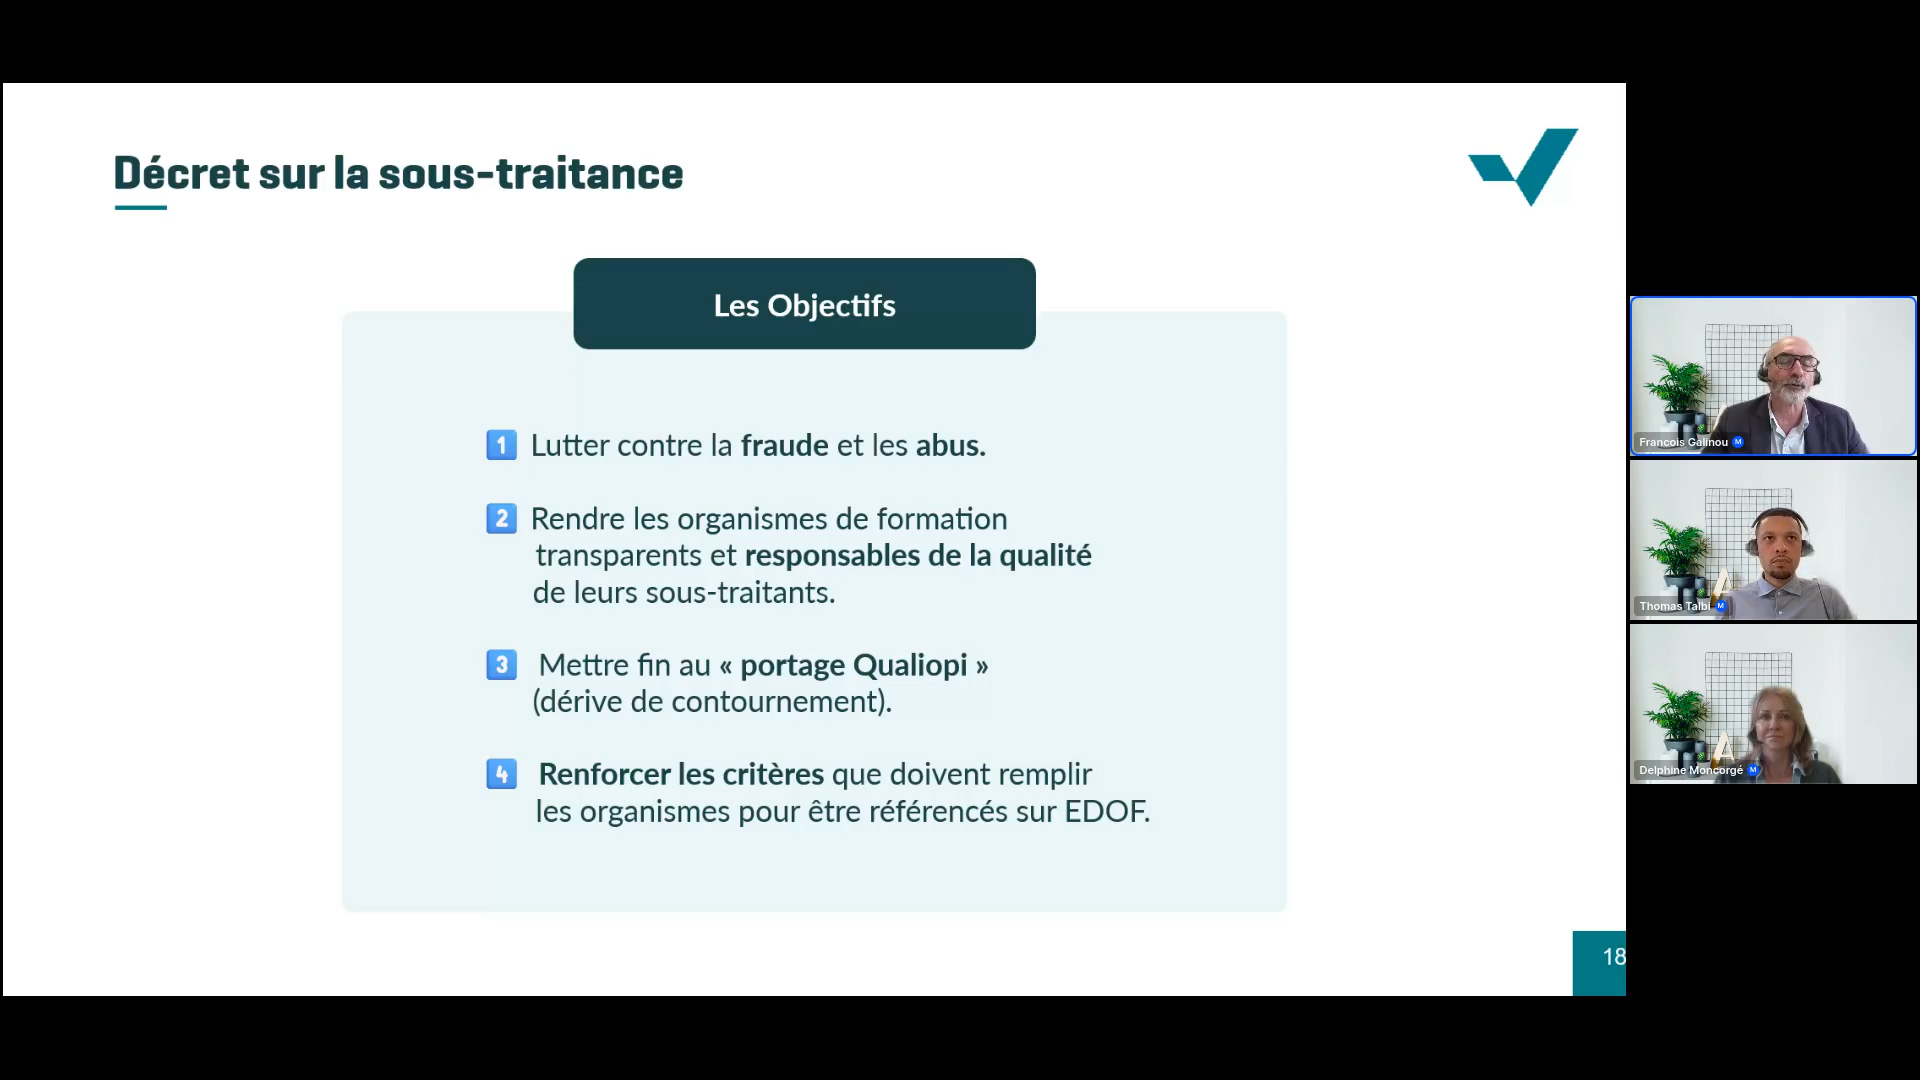 Décret sur la sous-traitance
Les Objectifs
1 Lutter contre la fraude et les abus.
2 Rendre les organismes de formation
transparents et responsables de la qualité
de leurs sous-traitants.
3 Mettre fin au « portage Qualiopi »
(dérive de contournement).
4 Renforcer les critères que doivent remplir
les organismes pour être référencés sur EDOF.
18
François Galinou M
Thomas Talbi M
Delphine Moncorgé M